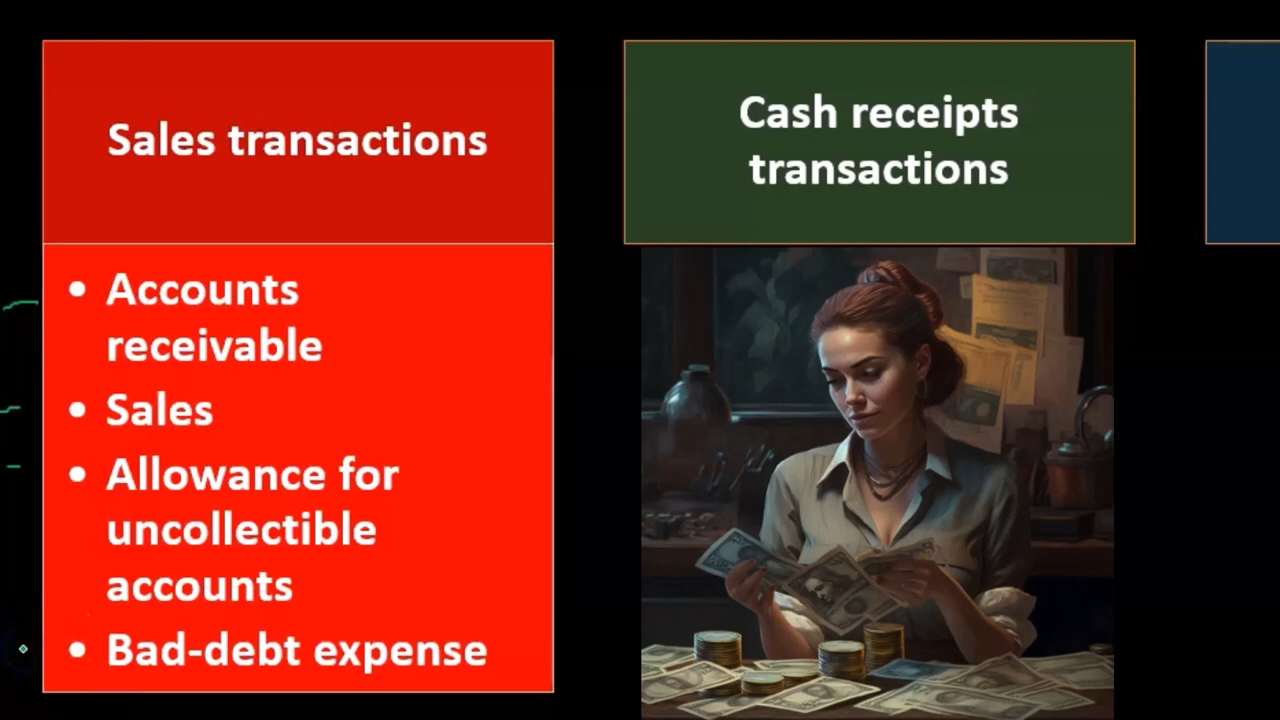 Sales transactions
• Accounts
receivable
• Sales
• Allowance for
uncollectible
accounts
• Bad-debt expense
Cash receipts
transactions